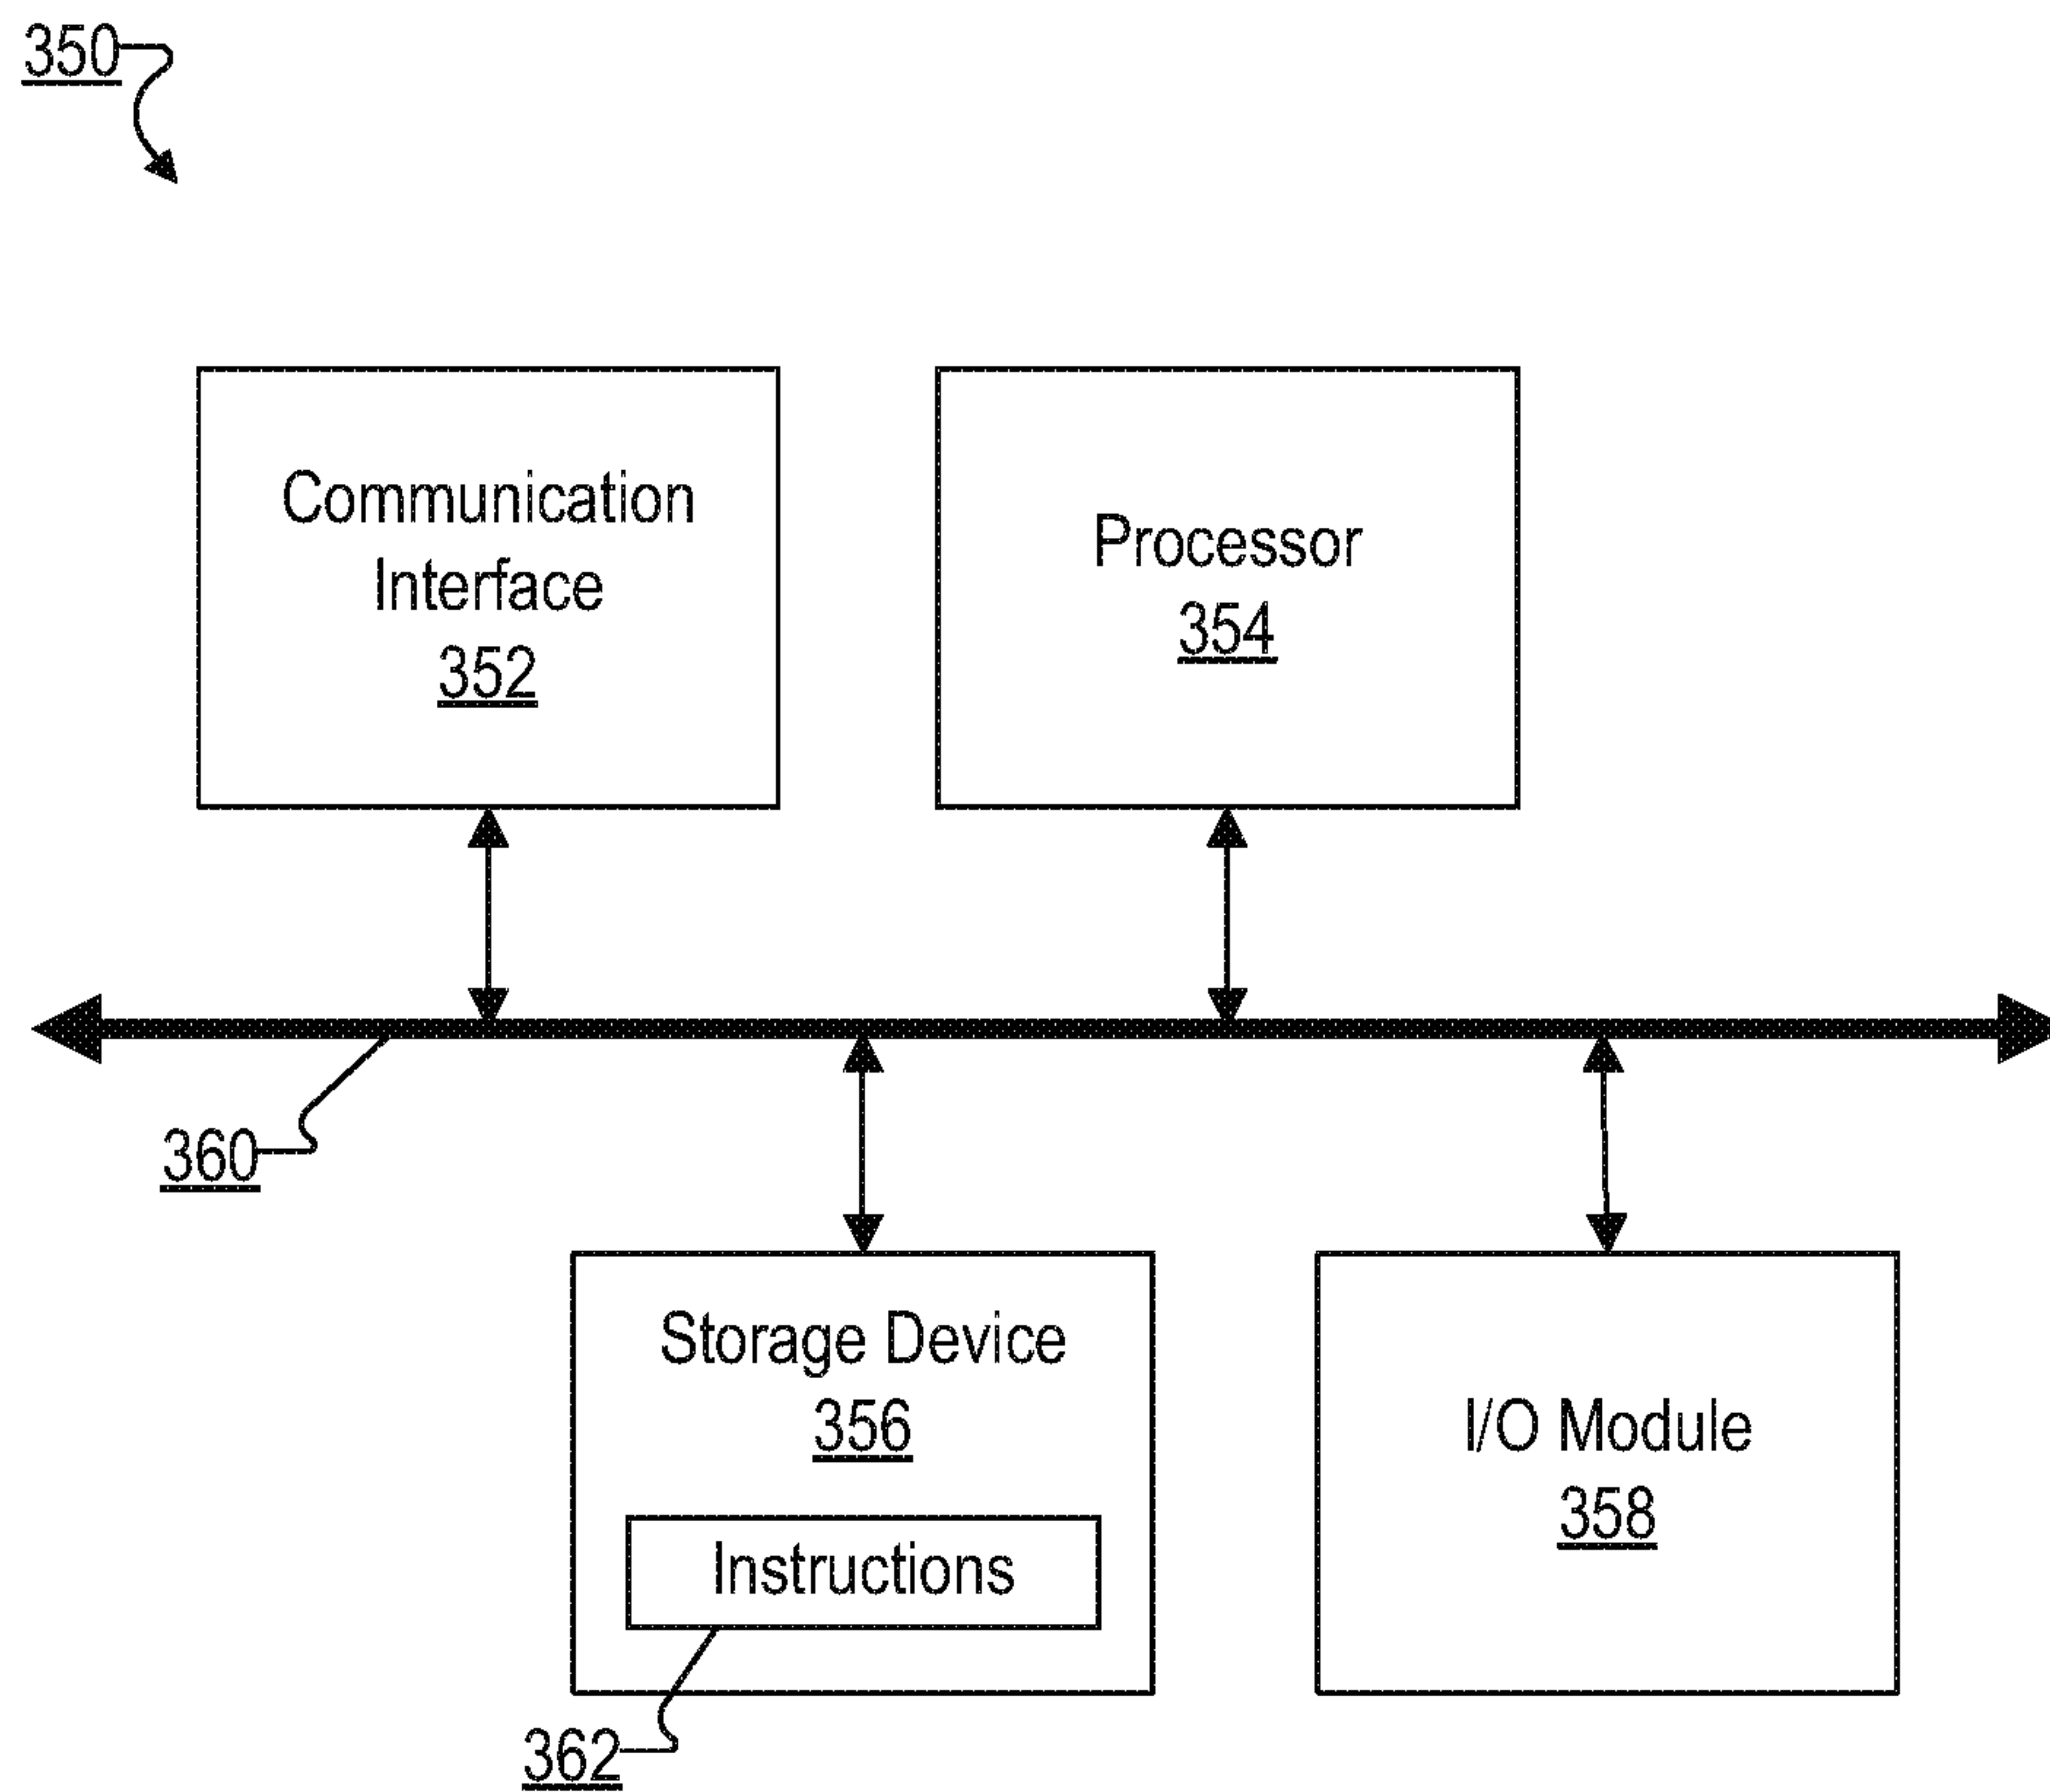 350
Communication
Interface
352
Processor
354
360
Storage Device
356
Instructions
362
I/O Module
358